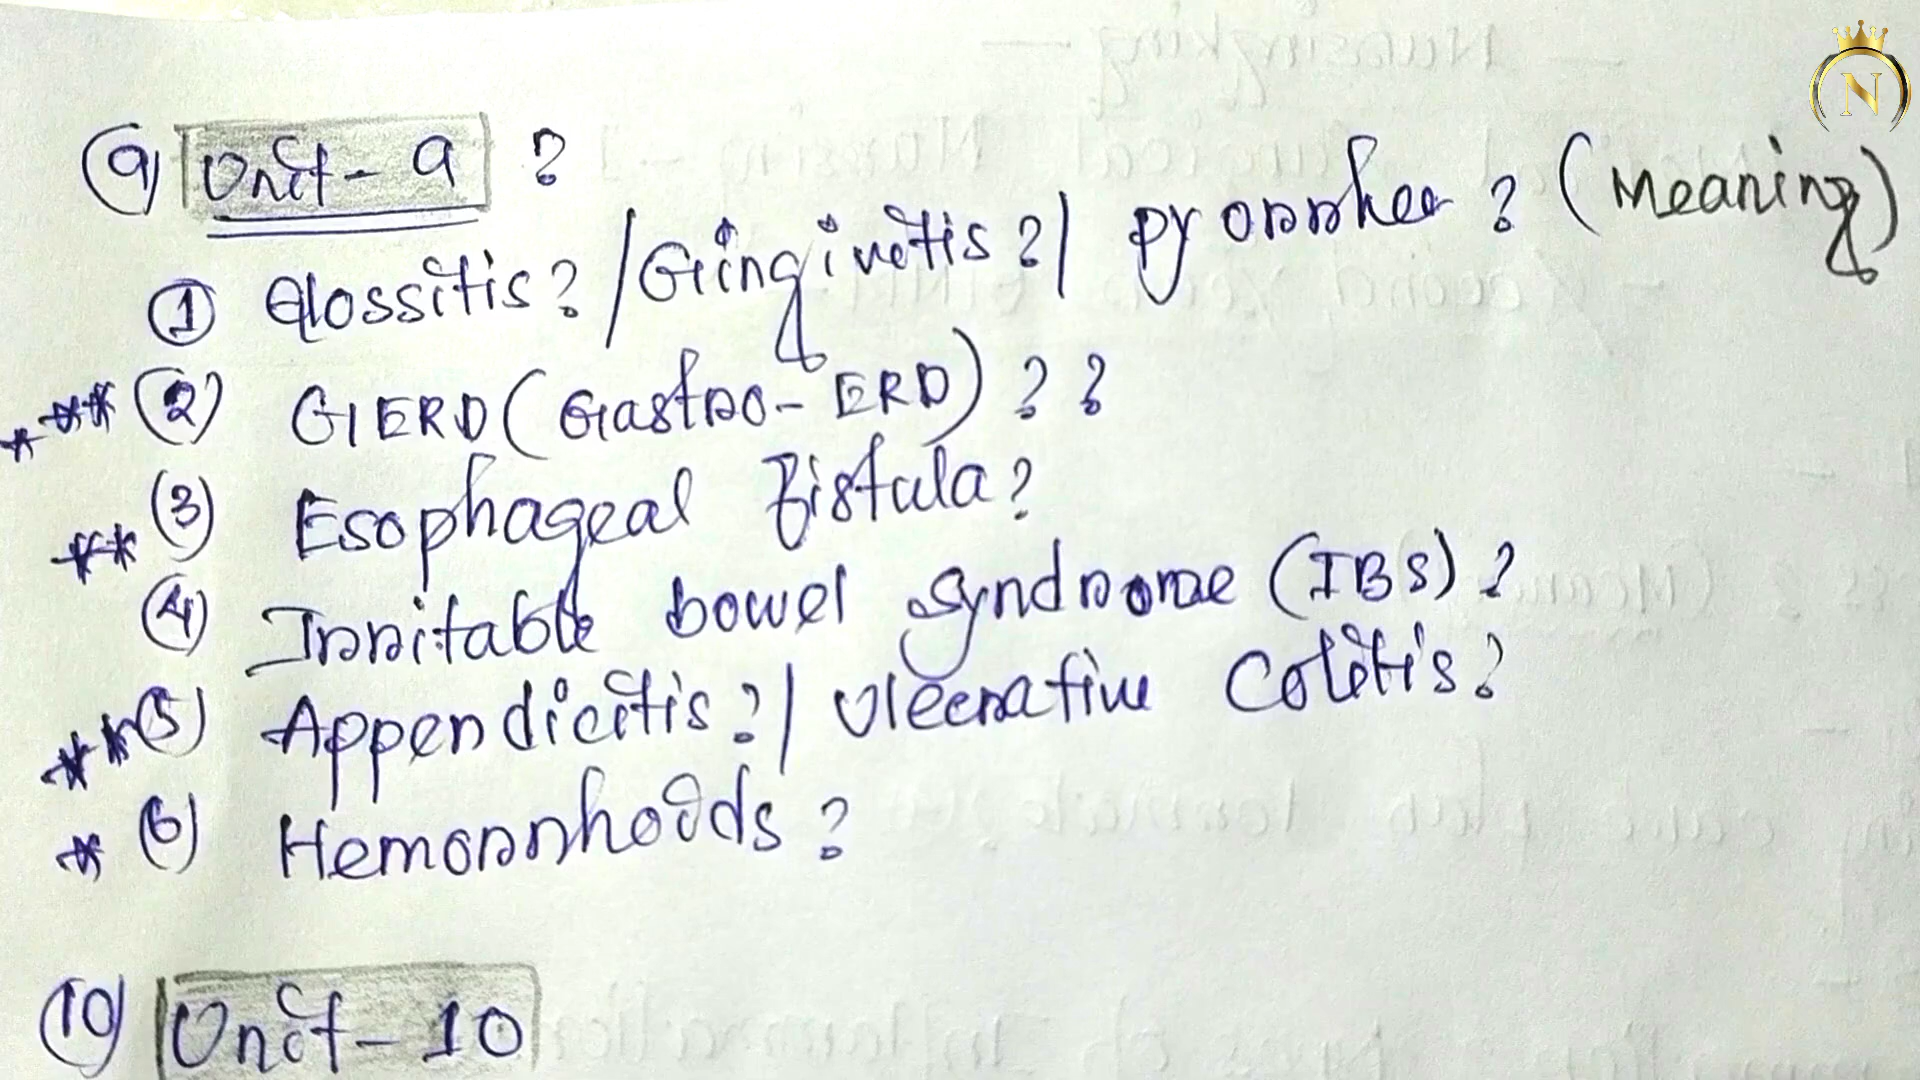 (9) Unit - 9 ?
① Glossitis? / Gingivitis? / pyorrhea ? (Meaning)
*** (2) GERD (Gastro - ERD) ? ?
(3) Esophageal fistula?
** (4) Irritable bowel syndrome (IBS) ?
** (5) Appendicitis? / Ulcerative Colitis?
* (6) Hemorrhoids ?
(10) Unit - 10
N